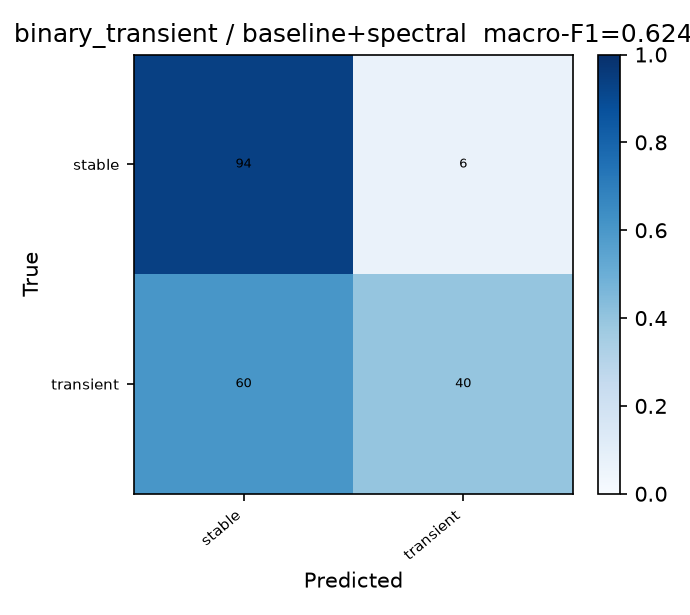 binary_transient / baseline+spectral  macro-F1=0.624
True
stable
transient
94
6
60
40
stable
transient
Predicted
1.0
0.8
0.6
0.4
0.2
0.0